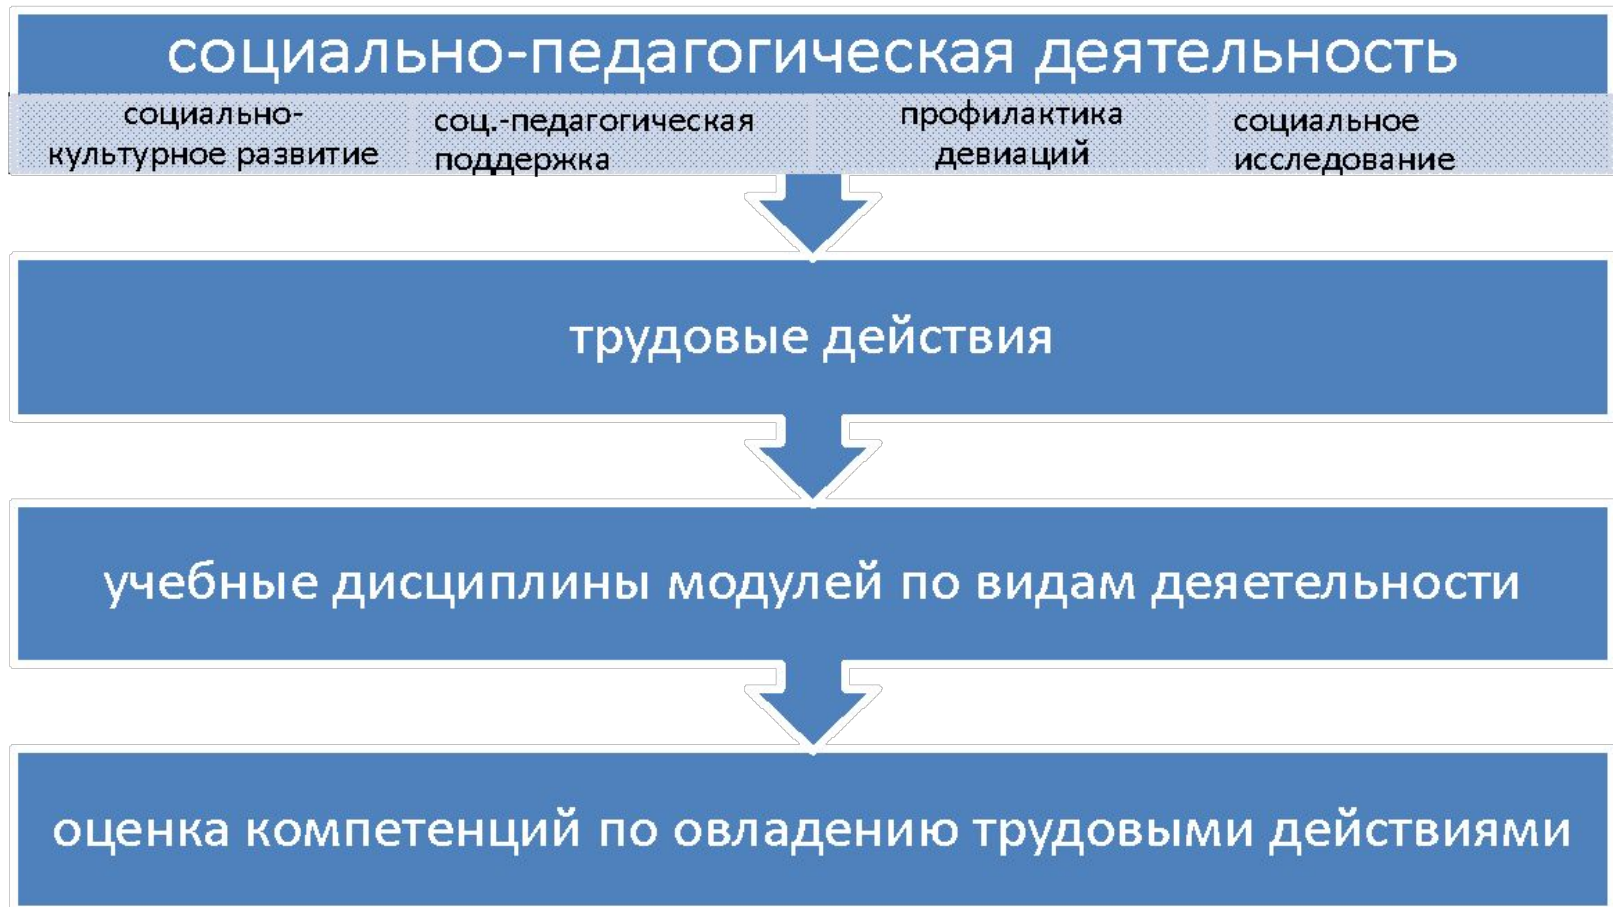 социально-педагогическая деятельность
социально-
культурное развитие
соц.-педагогическая
поддержка
профилактика
девиаций
социальное
исследование
трудовые действия
учебные дисциплины модулей по видам деяетельности
оценка компетенций по овладению трудовыми действиями